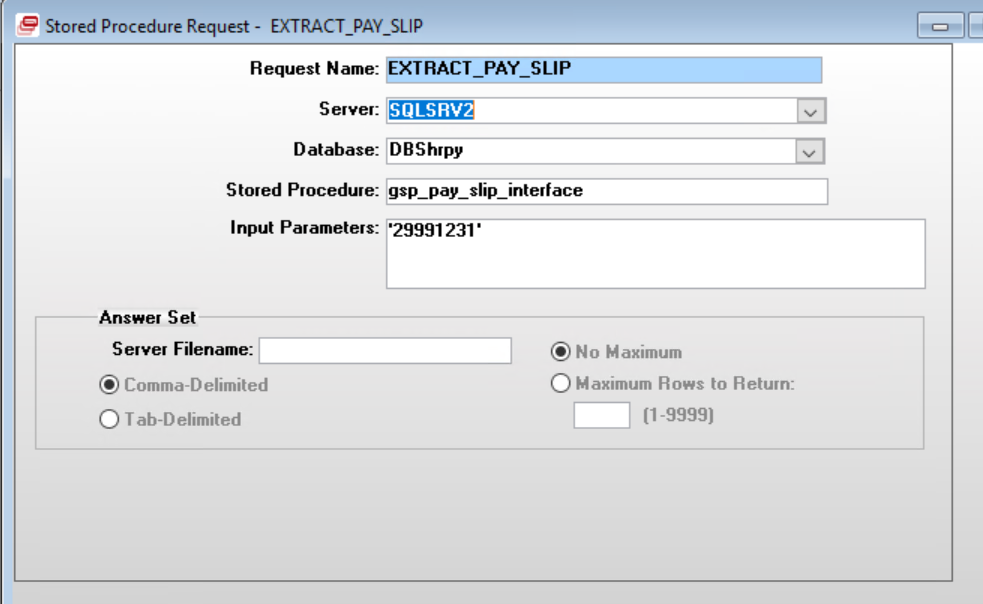 Stored Procedure Request - EXTRACT_PAY_SLIP
Request Name: EXTRACT_PAY_SLIP
Server: SQLSRV2
Database: DBShrpy
Stored Procedure: gsp_pay_slip_interface
Input Parameters: '29991231'
Answer Set
Server Filename:
No Maximum
Comma-Delimited
Maximum Rows to Return:
Tab-Delimited
(1-9999)